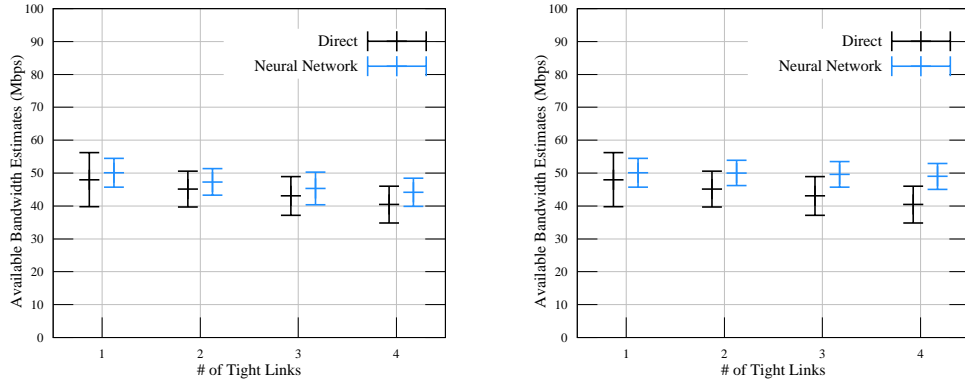 100
90
80
70
60
50
40
30
20
10
0
Available Bandwidth Estimates (Mbps)
Direct
Neural Network
1 2 3 4
# of Tight Links
100
90
80
70
60
50
40
30
20
10
0
Available Bandwidth Estimates (Mbps)
Direct
Neural Network
1 2 3 4
# of Tight Links